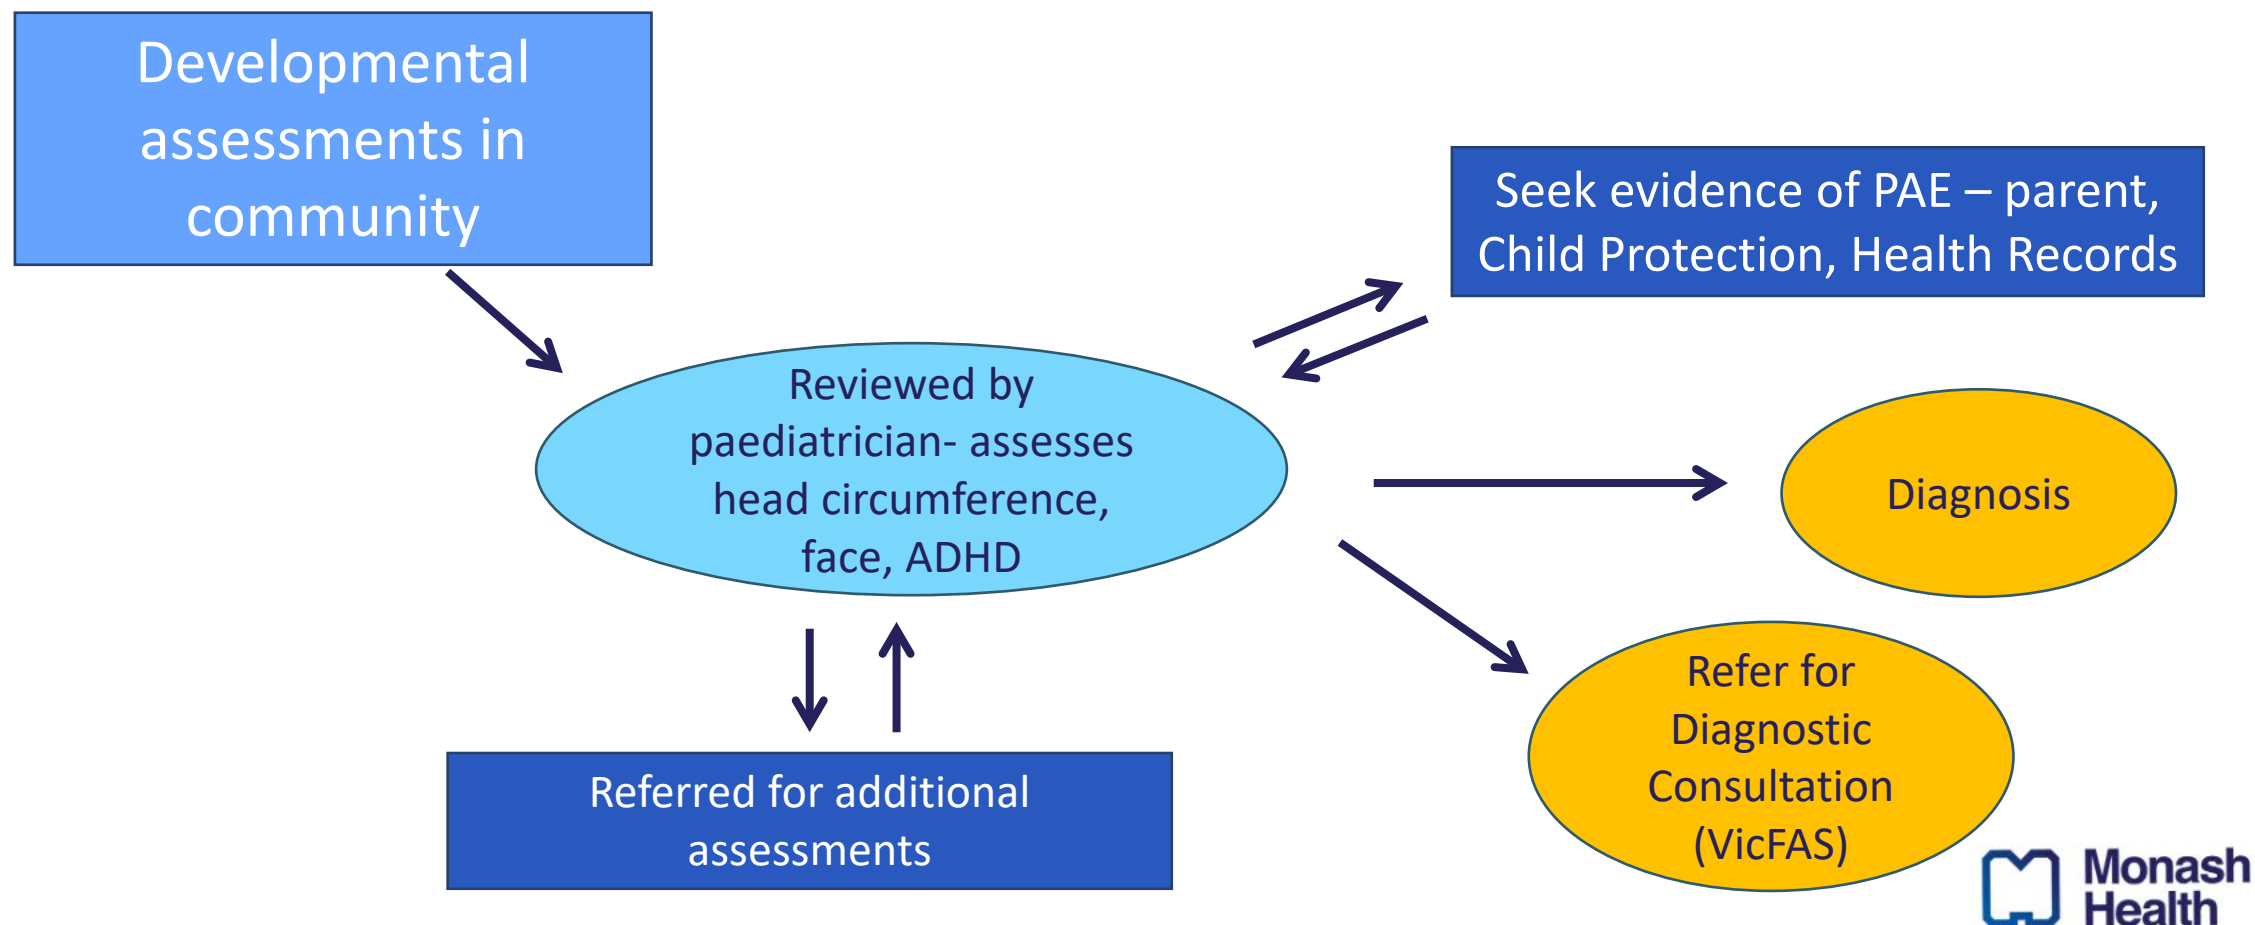 Developmental
assessments in
community
Seek evidence of PAE – parent,
Child Protection, Health Records
Reviewed by
paediatrician- assesses
head circumference,
face, ADHD
Diagnosis
Refer for
Diagnostic
Consultation
(VicFAS)
Referred for additional
assessments
Monash
Health